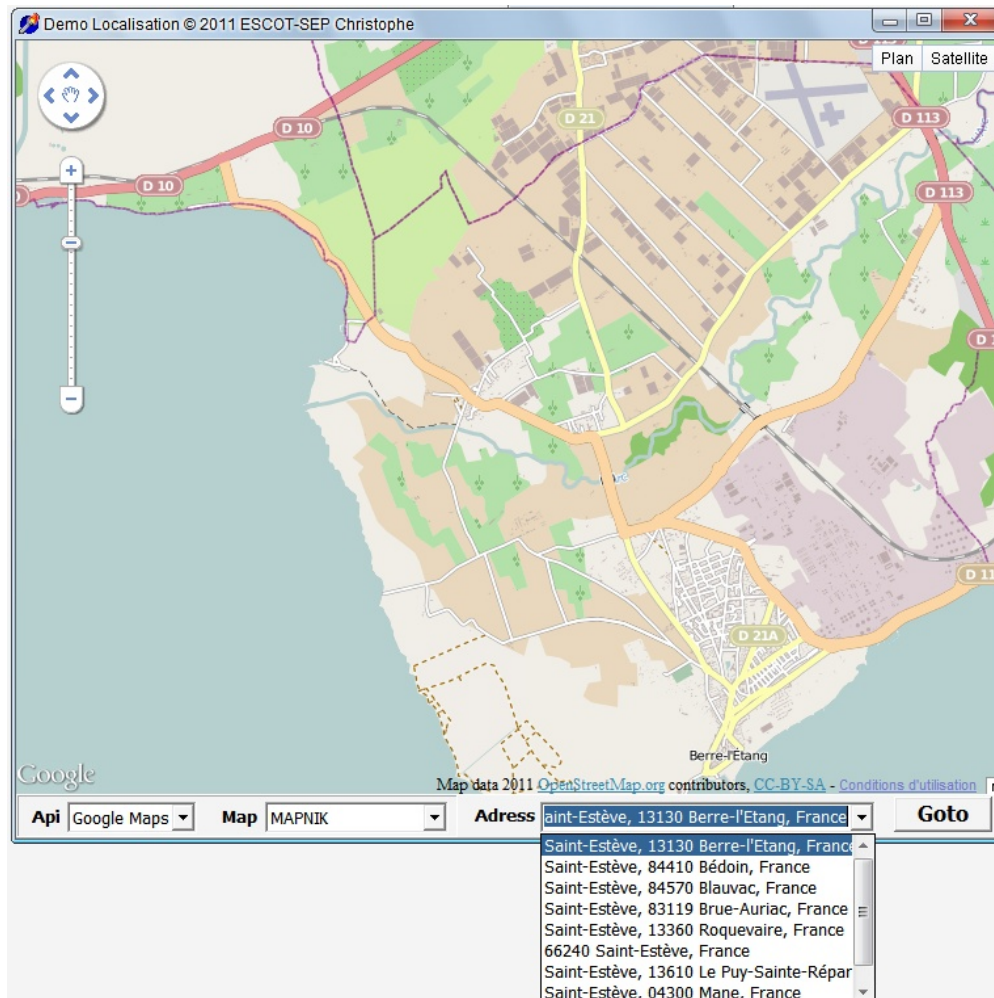 Demo Localisation © 2011 ESCOT-SEP Christophe
Plan Satellite
D 113
D 10
D 21
D 10
D 113
D 21A
Berre-l'Étang
Google
Map data 2011 OpenStreetMap.org contributors, CC-BY-SA - Conditions d'utilisation
Api Google Maps Map MAPNIK Adress aint-Estève, 13130 Berre-l'Etang, France Goto
Saint-Estève, 13130 Berre-l'Etang, France
Saint-Estève, 84410 Bédoin, France
Saint-Estève, 84570 Blauvac, France
Saint-Estève, 83119 Brue-Auriac, France
Saint-Estève, 13360 Roquevaire, France
66240 Saint-Estève, France
Saint-Estève, 13610 Le Puy-Sainte-Répar
Saint-Estève, 04300 Mane, France